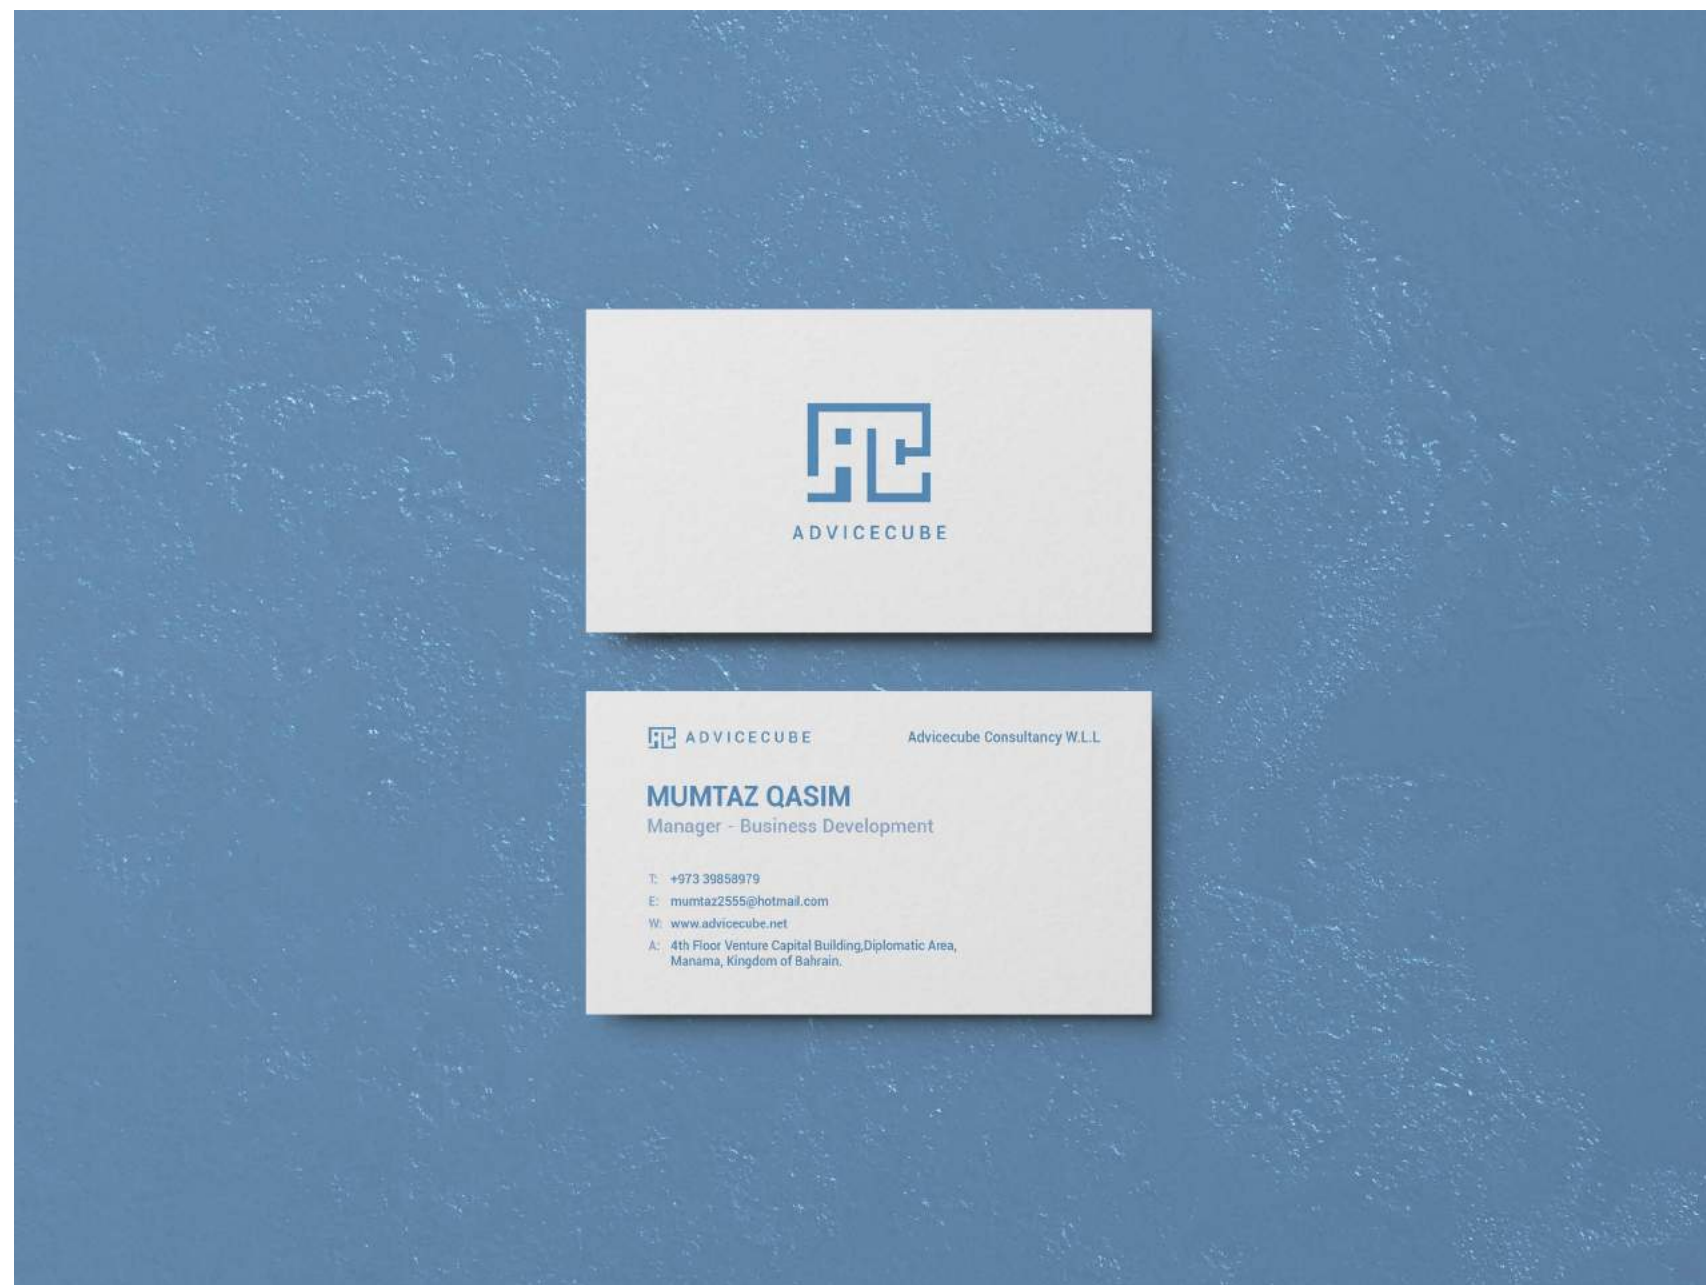 ADVICECUBE
ADVICECUBE
Advicecube Consultancy W.L.L
MUMTAZ QASIM
Manager - Business Development
T: +973 39858979
E: mumtaz2555@hotmail.com
W: www.advicecube.net
A: 4th Floor Venture Capital Building,Diplomatic Area,
Manama, Kingdom of Bahrain.